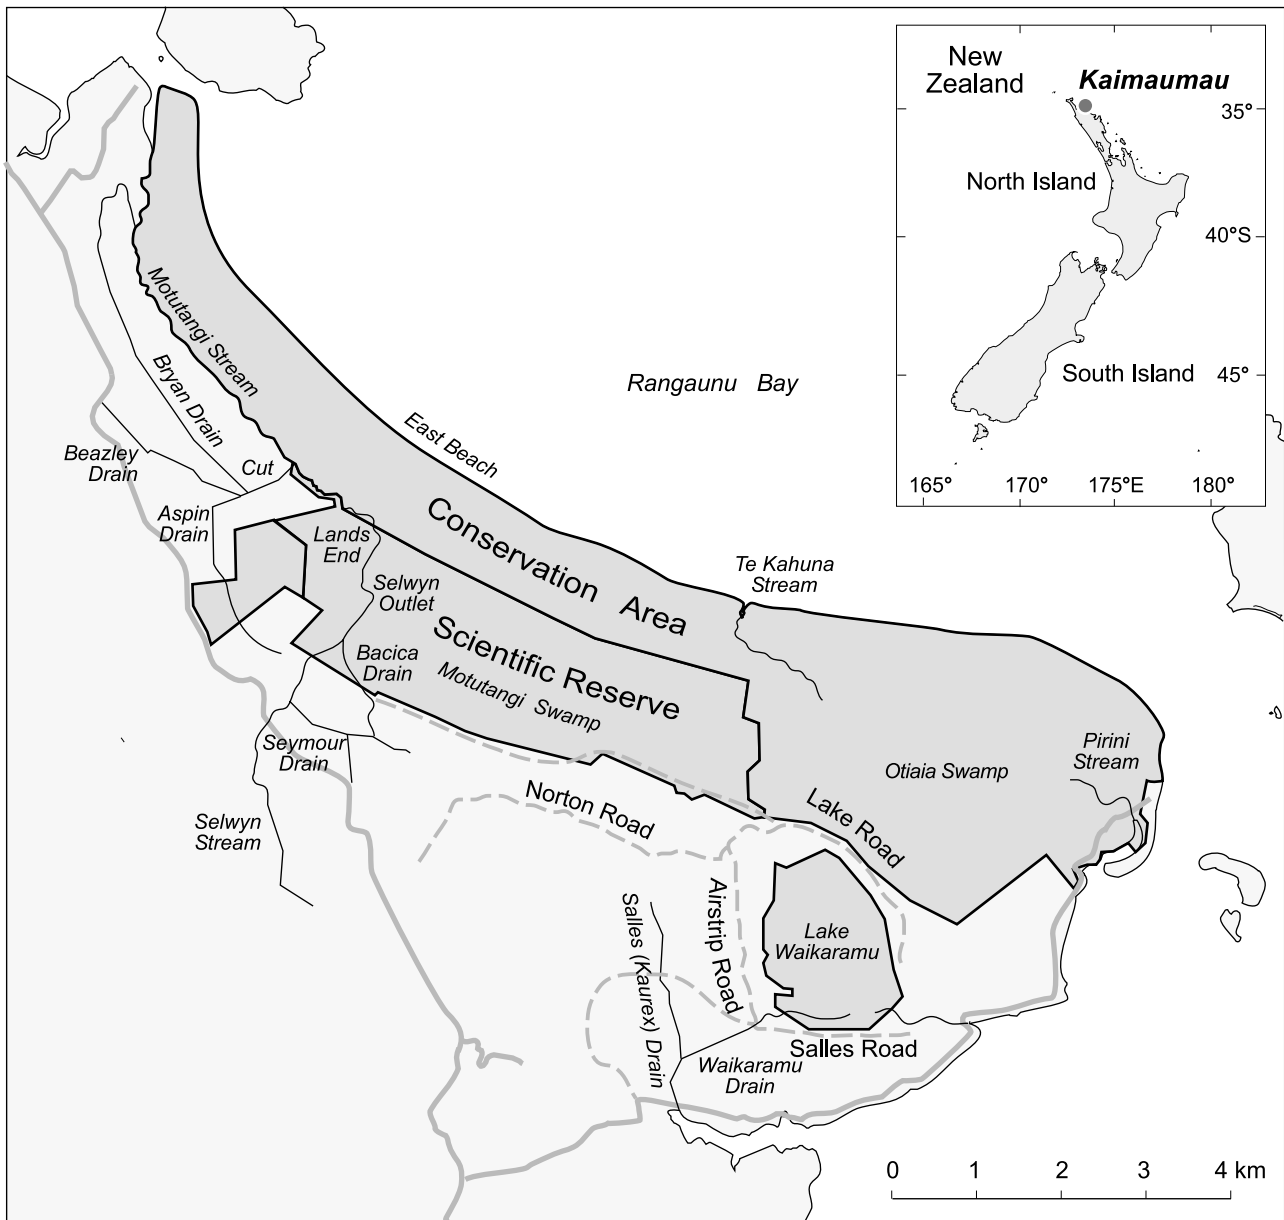 New
Zealand
Kaimaumau
35°
North Island
40°S
South Island
45°
165°
170°
175°E
180°
Motutangi Stream
Bryan Drain
Rangaunu Bay
East Beach
Beazley
Drain
Cut
Aspin
Drain
Lands
End
Conservation Area
Te Kahuna
Stream
Selwyn
Outlet
Scientific Reserve
Bacica
Drain
Motutangi Swamp
Seymour
Drain
Pirini
Stream
Otiaia Swamp
Norton Road
Lake Road
Selwyn
Stream
Airstrip Road
Salles (Kaurex) Drain
Lake
Waikaramu
Salles Road
Waikaramu
Drain
0 1 2 3 4 km